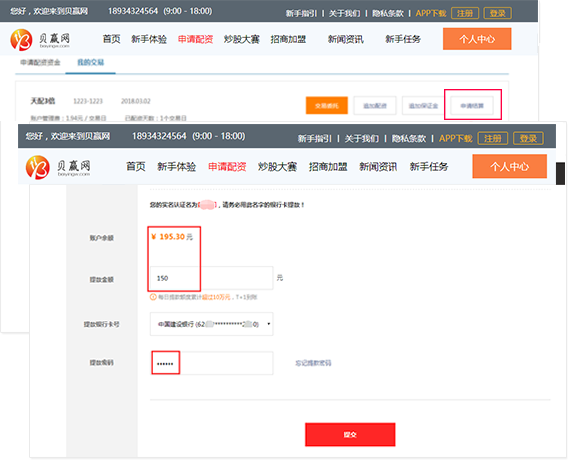 您好，欢迎来到贝赢网 18934324564 (9:00 - 18:00) 新手指引 | 关于我们 | 隐私条款 | APP下载 注册 登录
贝赢网 首页 新手体验 申请配资 炒股大赛 招商加盟 新闻资讯 新手任务 个人中心
beiwinqw.com
申请配资资金 我的交易
天配3倍 1223-1223 2018.03.02 交易委托 追加配资 追加保证金 申请结算
账户管理费：1.94元 / 交易日 已配资天数：1个交易日
您好，欢迎来到贝赢网 18934324564 (9:00 - 18:00) 新手指引 | 关于我们 | 隐私条款 | APP下载 注册 登录
贝赢网 首页 新手体验 申请配资 炒股大赛 招商加盟 新闻资讯 新手任务 个人中心
beiwinqw.com
您的实名认证名为[ ]，请务必用此名字的银行卡提款！
账户余额 ¥ 195.30 元
提款金额 150 元
每日提款额度累计超过10万元，T+1到账
提款银行卡号 中国建设银行 (62 **********2 0)
提款密码 •••••• 忘记提款密码
提交